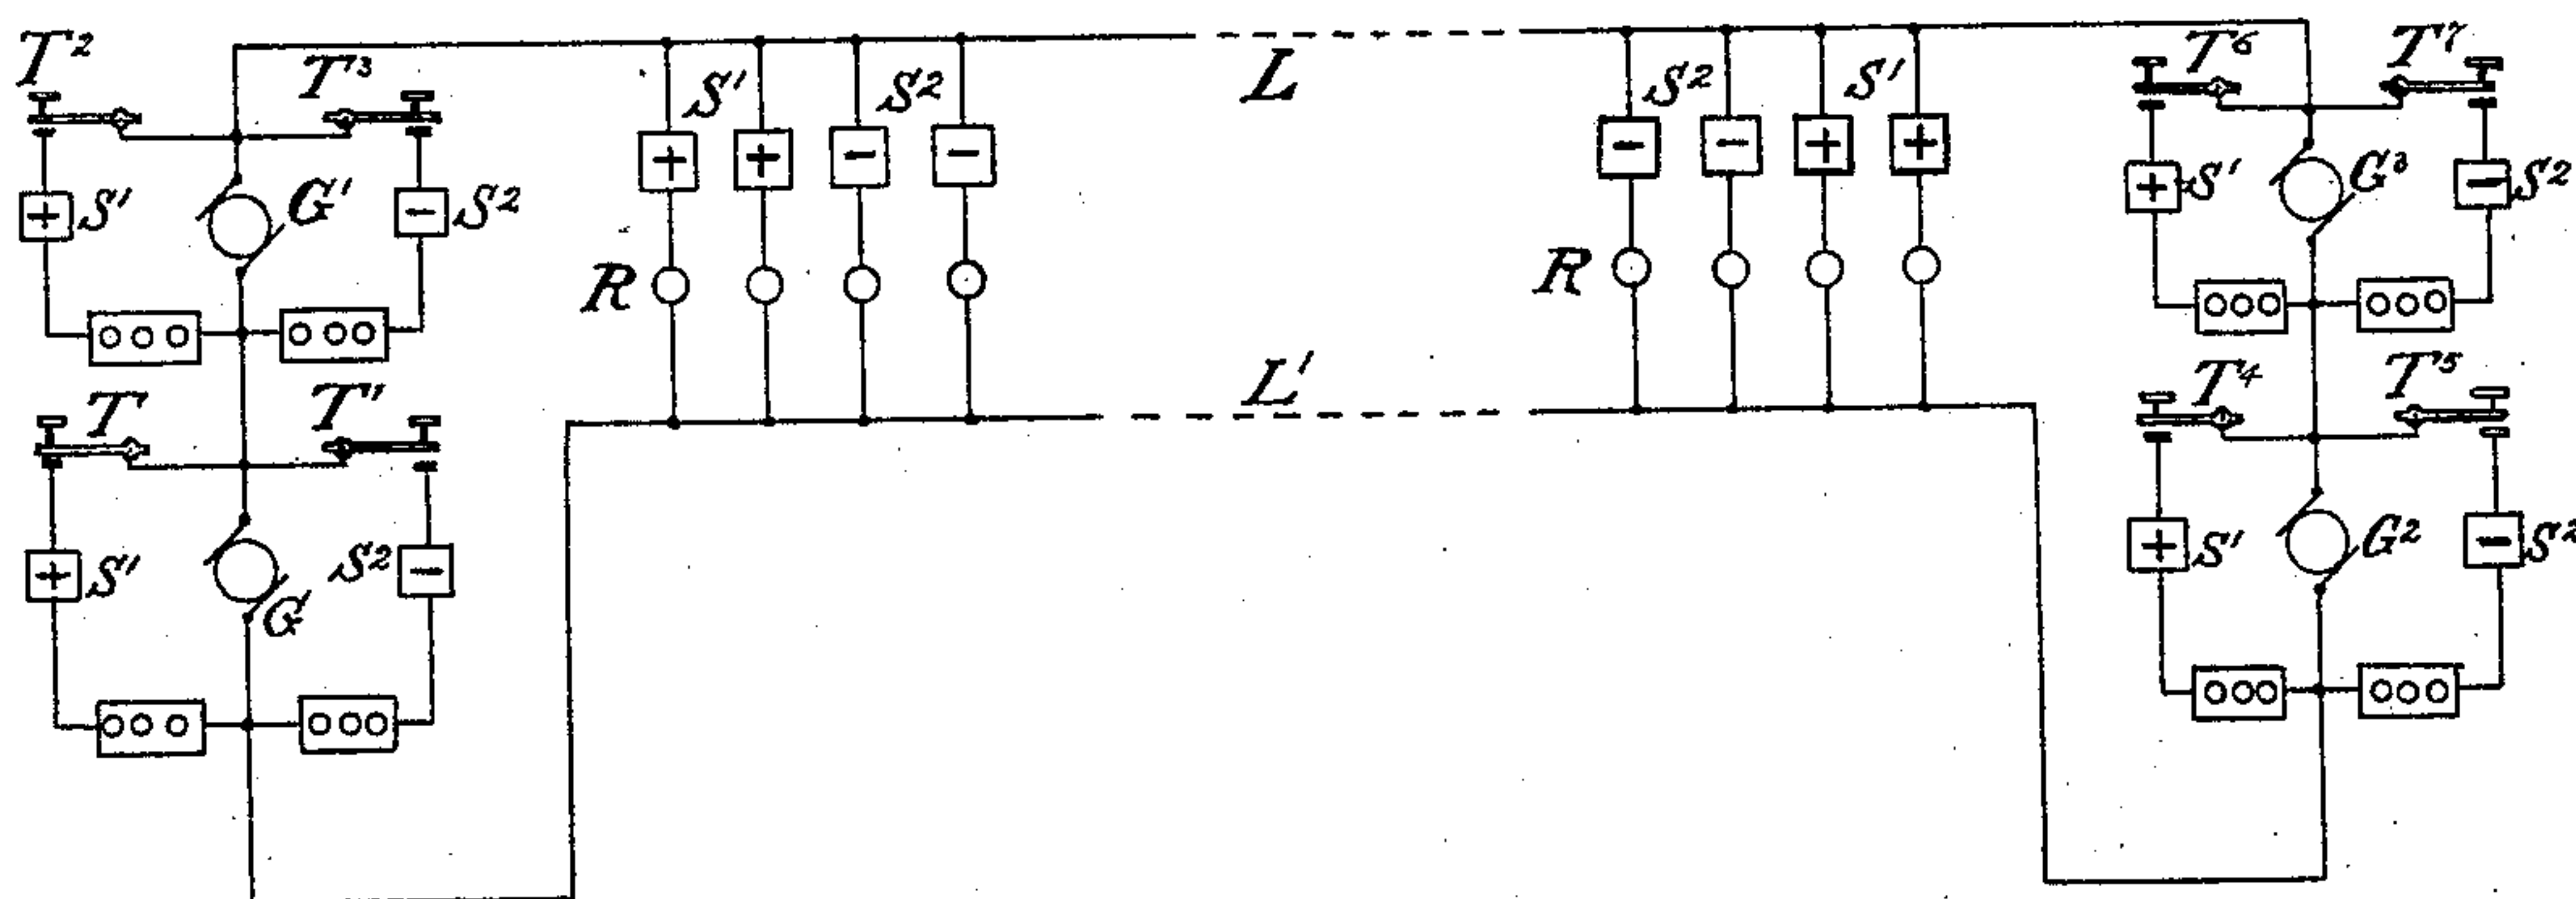 T²
T³
S'
S²
L
S²
S'
T⁶
T⁷
+
+
-
-
-
-
+
+
+
S'
G'
-
S²
+
S'
G³
-
S²
R
R
T
T'
L'
T⁴
T⁵
+
S'
G
S²
-
+
S'
G²
-
S²